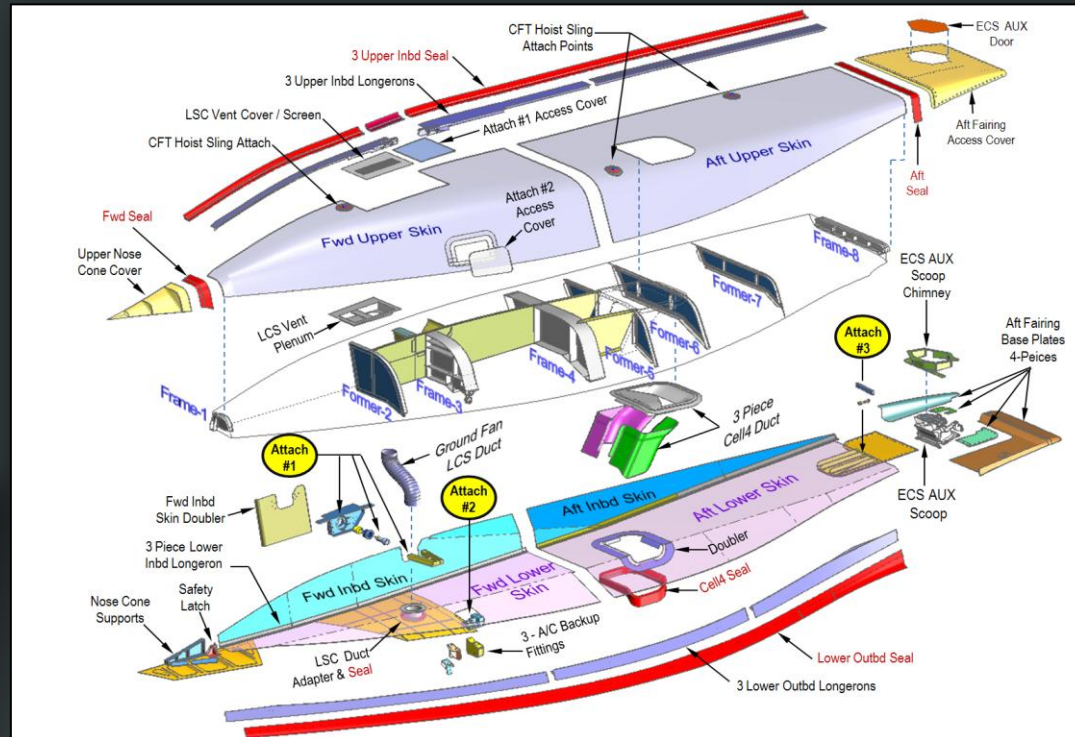 CFT Hoist Sling
Attach Points
ECS AUX
Door
3 Upper Inbd Seal
3 Upper Inbd Longerons
LSC Vent Cover / Screen
Attach #1 Access Cover
CFT Hoist Sling Attach
Aft Upper Skin
Aft Fairing
Access Cover
Aft
Seal
Attach #2
Access
Cover
Fwd Seal
Fwd Upper Skin
Upper Nose
Cone Cover
Frame-8
ECS AUX
Scoop
Chimney
LCS Vent
Plenum
Former-7
Former-6
Attach
#3
Aft Fairing
Base Plates
4-Peices
Frame-1
Former-2
Frame-3
Frame-4
Former-5
3 Piece
Cell4 Duct
Attach
#1
Ground Fan
LCS Duct
Attach
#2
Fwd Inbd
Skin Doubler
Aft Inbd Skin
Aft Lower Skin
ECS AUX
Scoop
3 Piece Lower
Inbd Longeron
Doubler
Fwd Inbd Skin
Fwd Lower
Skin
Cell4 Seal
Nose Cone
Supports
Safety
Latch
LSC Duct
Adapter & Seal
3 - A/C Backup
Fittings
Lower Outbd Seal
3 Lower Outbd Longerons